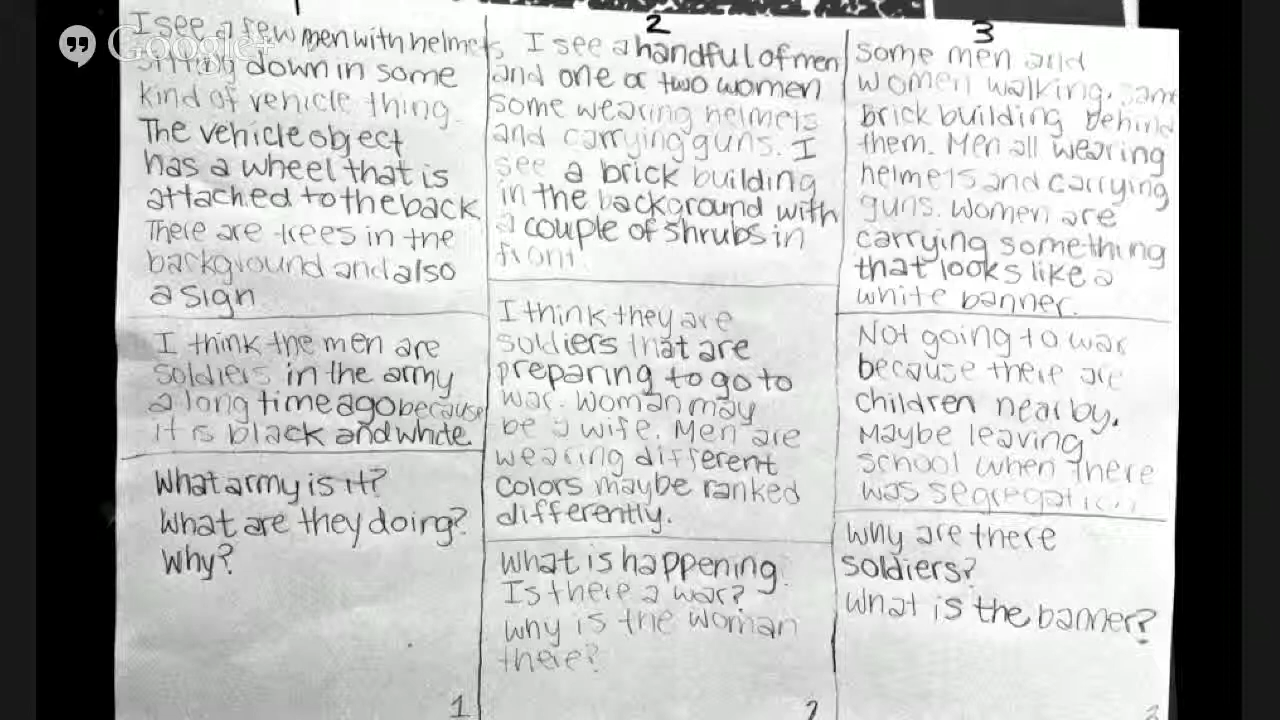 Google+
I see a few men with helmets
sitting down in some
kind of vehicle thing.
The vehicle object
has a wheel that is
attached to the back
There are trees in the
background and also
a sign
I think the men are
soldiers in the army
a long time ago because
it is black and white
What army is it?
What are they doing?
Why?
1
2
I see a handful of men
and one or two women
some wearing helmets
and carrying guns. I
see a brick building
in the background with
a couple of shrubs in
front
I think they are
soldiers that are
preparing to go to
war. Woman may
be a wife. Men are
wearing different
colors maybe ranked
differently.
What is happening.
Is there a war?
Why is the woman
there?
2
3
Some men and
women walking. same
brick building behind
them. Men all wearing
helmets and carrying
guns. Women are
carrying something
that looks like a
white banner.
Not going to war
because there are
children nearby.
Maybe leaving
school when there
was segregation
Why are there
soldiers?
What is the banner?
3